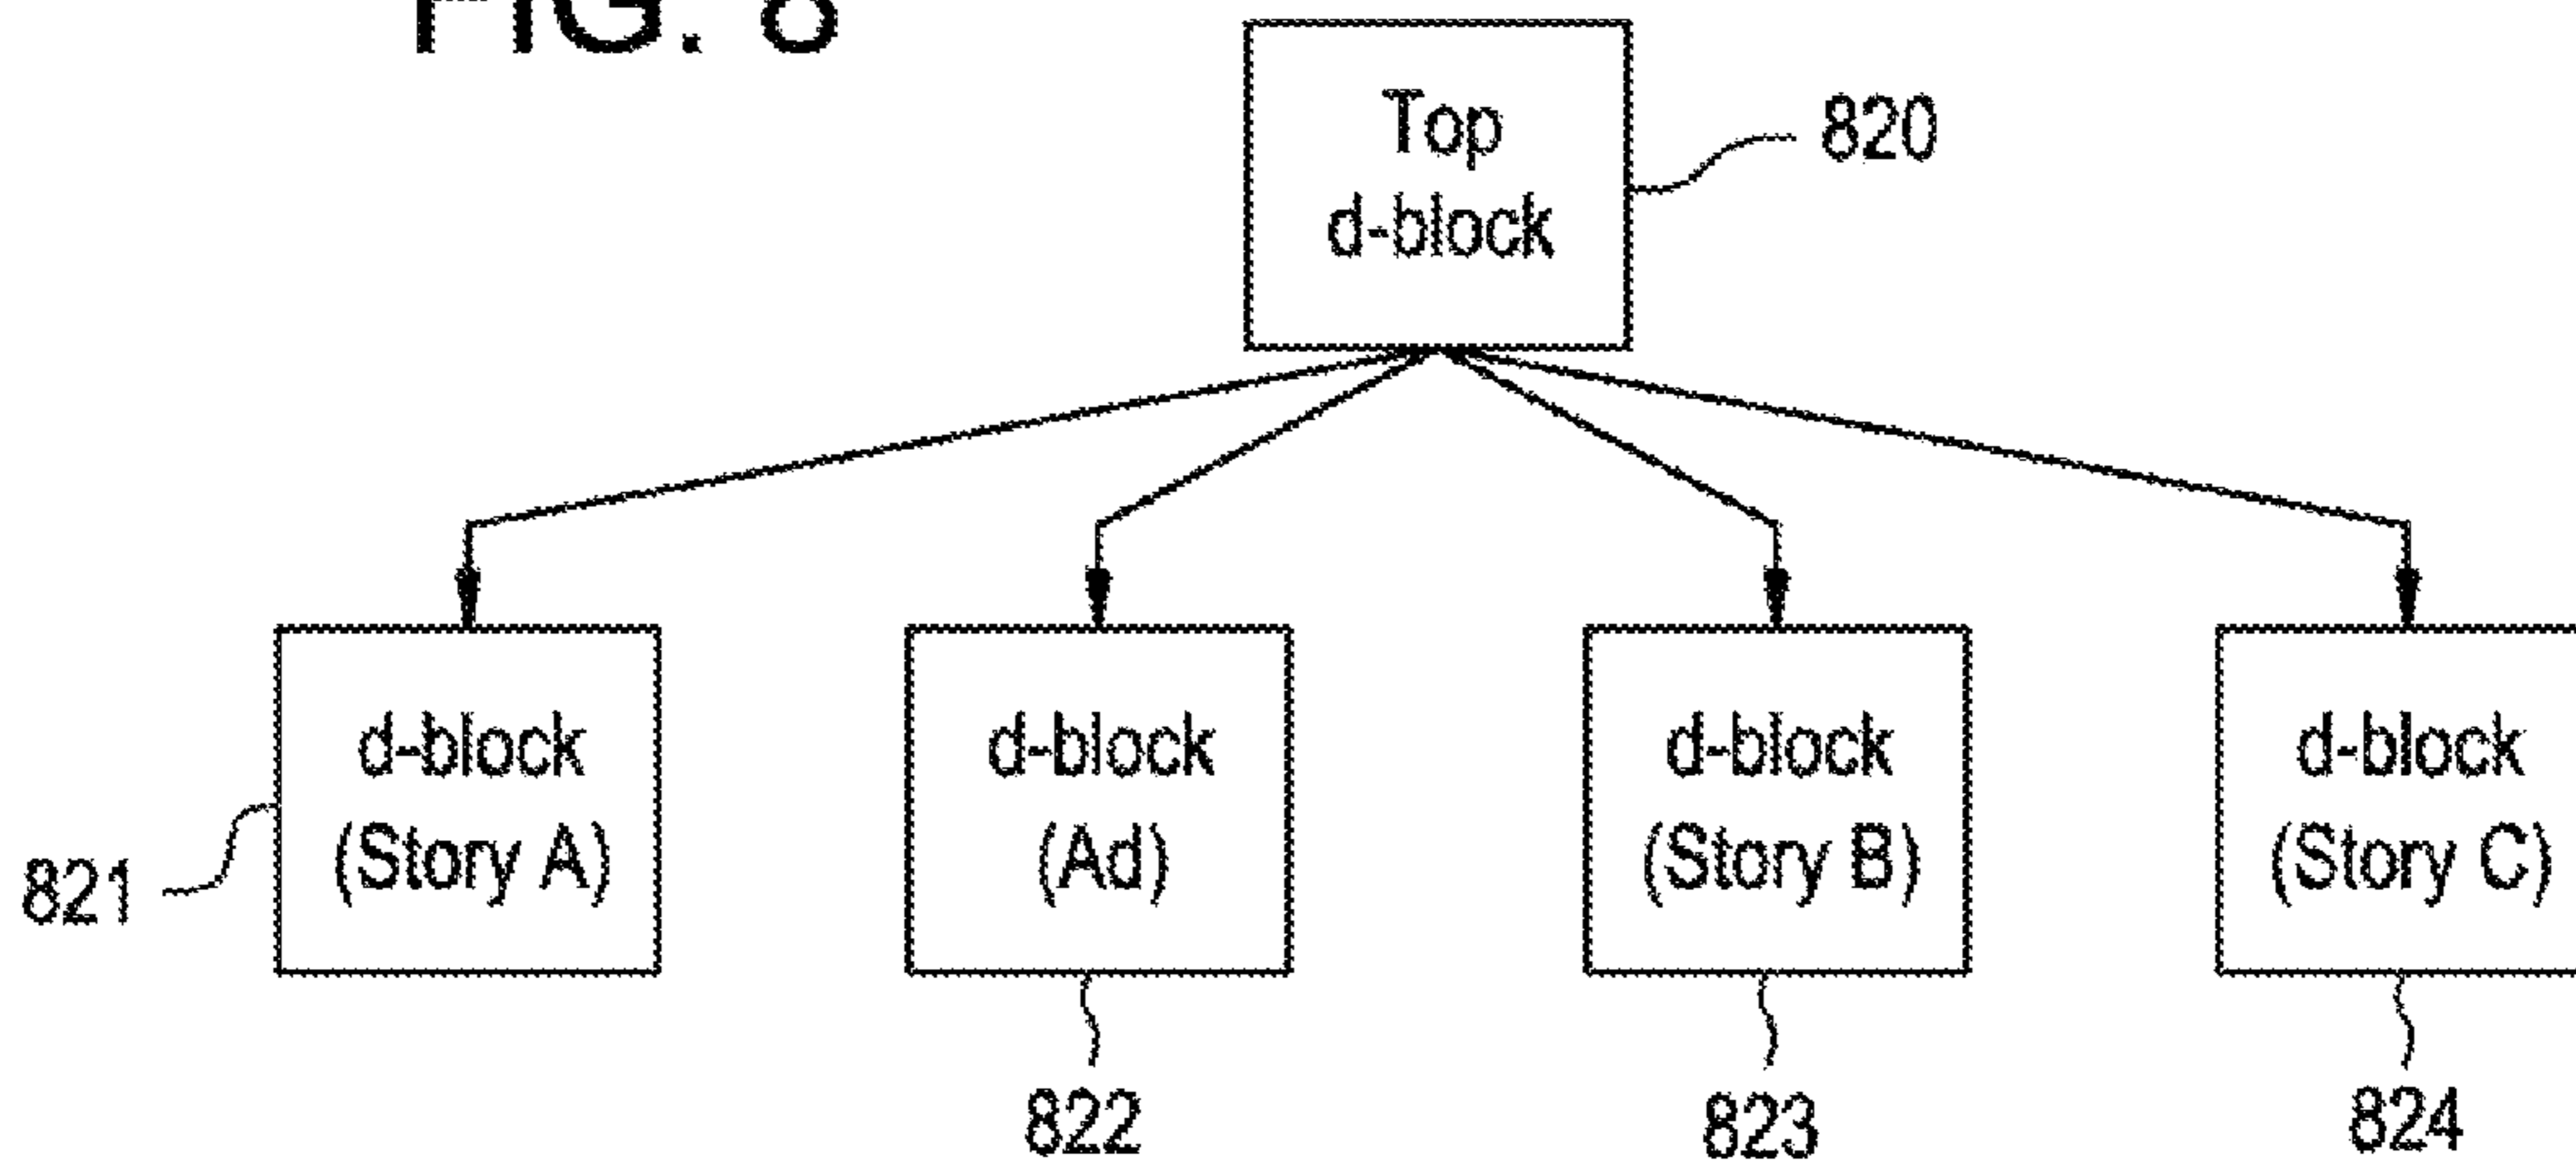 FIG. 8
Top
d-block
820
d-block
(Story A)
821
d-block
(Ad)
822
d-block
(Story B)
823
d-block
(Story C)
824